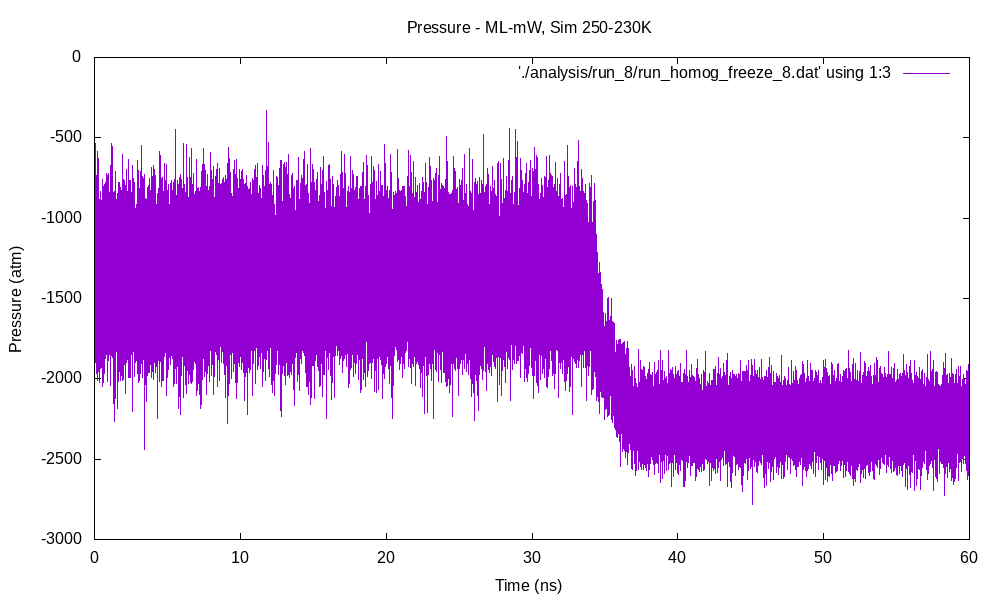 Pressure - ML-mW, Sim 250-230K
'./analysis/run_8/run_homog_freeze_8.dat' using 1:3
0
-500
-1000
-1500
-2000
-2500
-3000
Pressure (atm)
0 10 20 30 40 50 60
Time (ns)